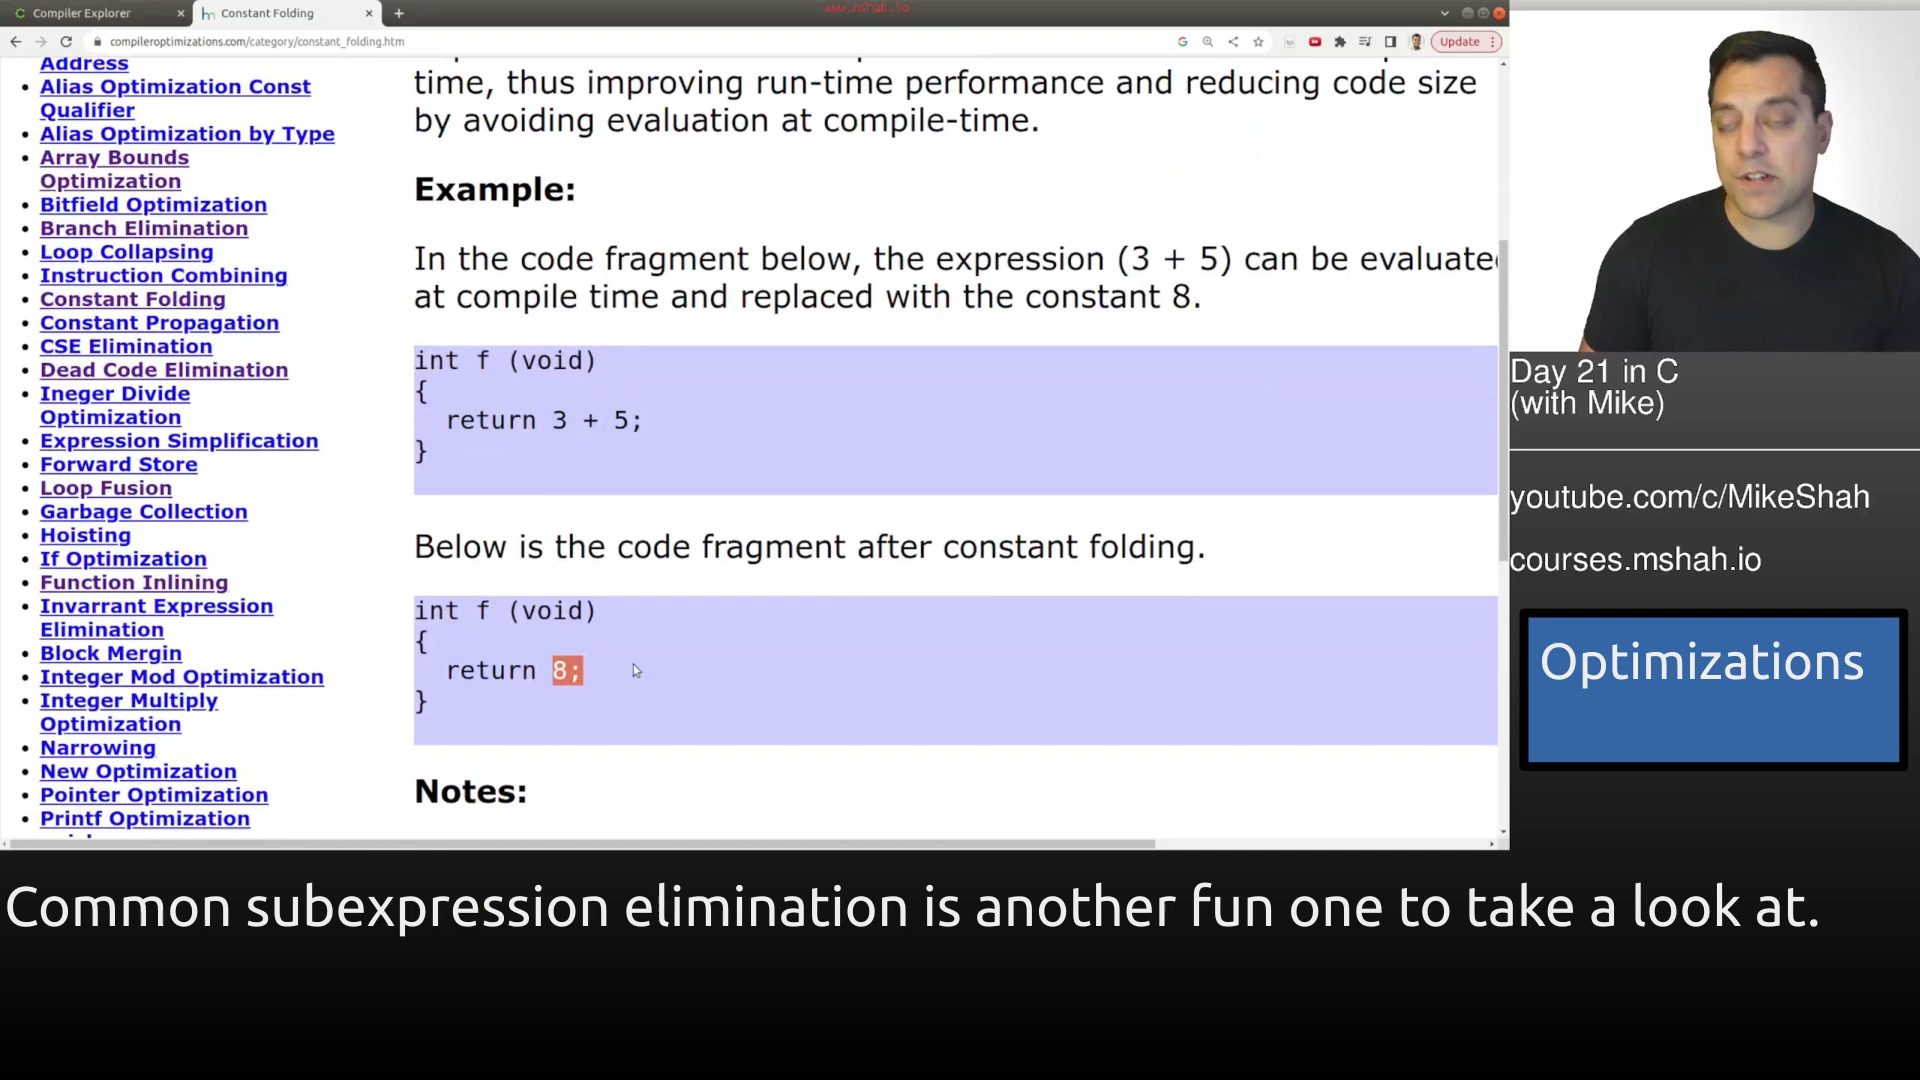 Compiler Explorer
Constant Folding
www.mshah.io
compileroptimizations.com/category/constant_folding.htm
Update
Address
Alias Optimization Const
Qualifier
Alias Optimization by Type
Array Bounds
Optimization
Bitfield Optimization
Branch Elimination
Loop Collapsing
Instruction Combining
Constant Folding
Constant Propagation
CSE Elimination
Dead Code Elimination
Ineger Divide
Optimization
Expression Simplification
Forward Store
Loop Fusion
Garbage Collection
Hoisting
If Optimization
Function Inlining
Invarrant Expression
Elimination
Block Mergin
Integer Mod Optimization
Integer Multiply
Optimization
Narrowing
New Optimization
Pointer Optimization
Printf Optimization
time, thus improving run-time performance and reducing code size
by avoiding evaluation at compile-time.
Example:
In the code fragment below, the expression (3 + 5) can be evaluate
at compile time and replaced with the constant 8.
int f (void)
{
return 3 + 5;
}
Below is the code fragment after constant folding.
int f (void)
{
return 8;
}
Notes:
Day 21 in C
(with Mike)
youtube.com/c/MikeShah
courses.mshah.io
Optimizations
Common subexpression elimination is another fun one to take a look at.